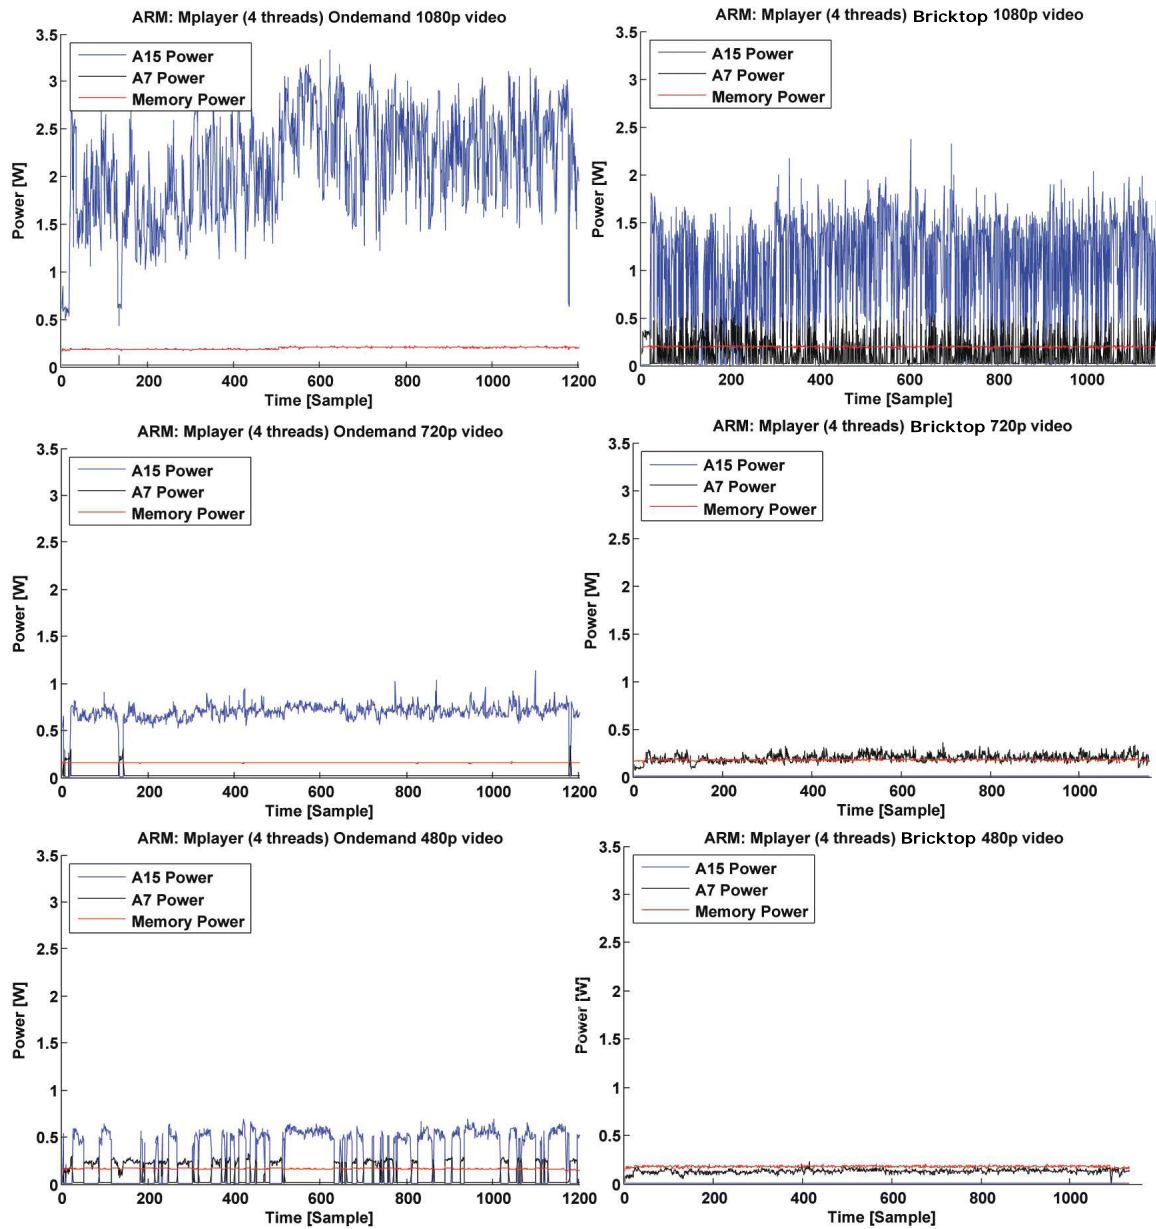 ARM: Mplayer (4 threads) Ondemand 1080p video
3.5
3
2.5
2
1.5
1
0.5
0
Power [W]
A15 Power
A7 Power
Memory Power
0 200 400 600 800 1000 1200
Time [Sample]
ARM: Mplayer (4 threads) Bricktop 1080p video
3.5
3
2.5
2
1.5
1
0.5
0
Power [W]
A15 Power
A7 Power
Memory Power
0 200 400 600 800 1000
Time [Sample]
ARM: Mplayer (4 threads) Ondemand 720p video
3.5
3
2.5
2
1.5
1
0.5
0
Power [W]
A15 Power
A7 Power
Memory Power
0 200 400 600 800 1000 1200
Time [Sample]
ARM: Mplayer (4 threads) Bricktop 720p video
3.5
3
2.5
2
1.5
1
0.5
0
Power [W]
A15 Power
A7 Power
Memory Power
0 200 400 600 800 1000
Time [Sample]
ARM: Mplayer (4 threads) Ondemand 480p video
3.5
3
2.5
2
1.5
1
0.5
0
Power [W]
A15 Power
A7 Power
Memory Power
0 200 400 600 800 1000 1200
Time [Sample]
ARM: Mplayer (4 threads) Bricktop 480p video
3.5
3
2.5
2
1.5
1
0.5
0
Power [W]
A15 Power
A7 Power
Memory Power
0 200 400 600 800 1000
Time [Sample]